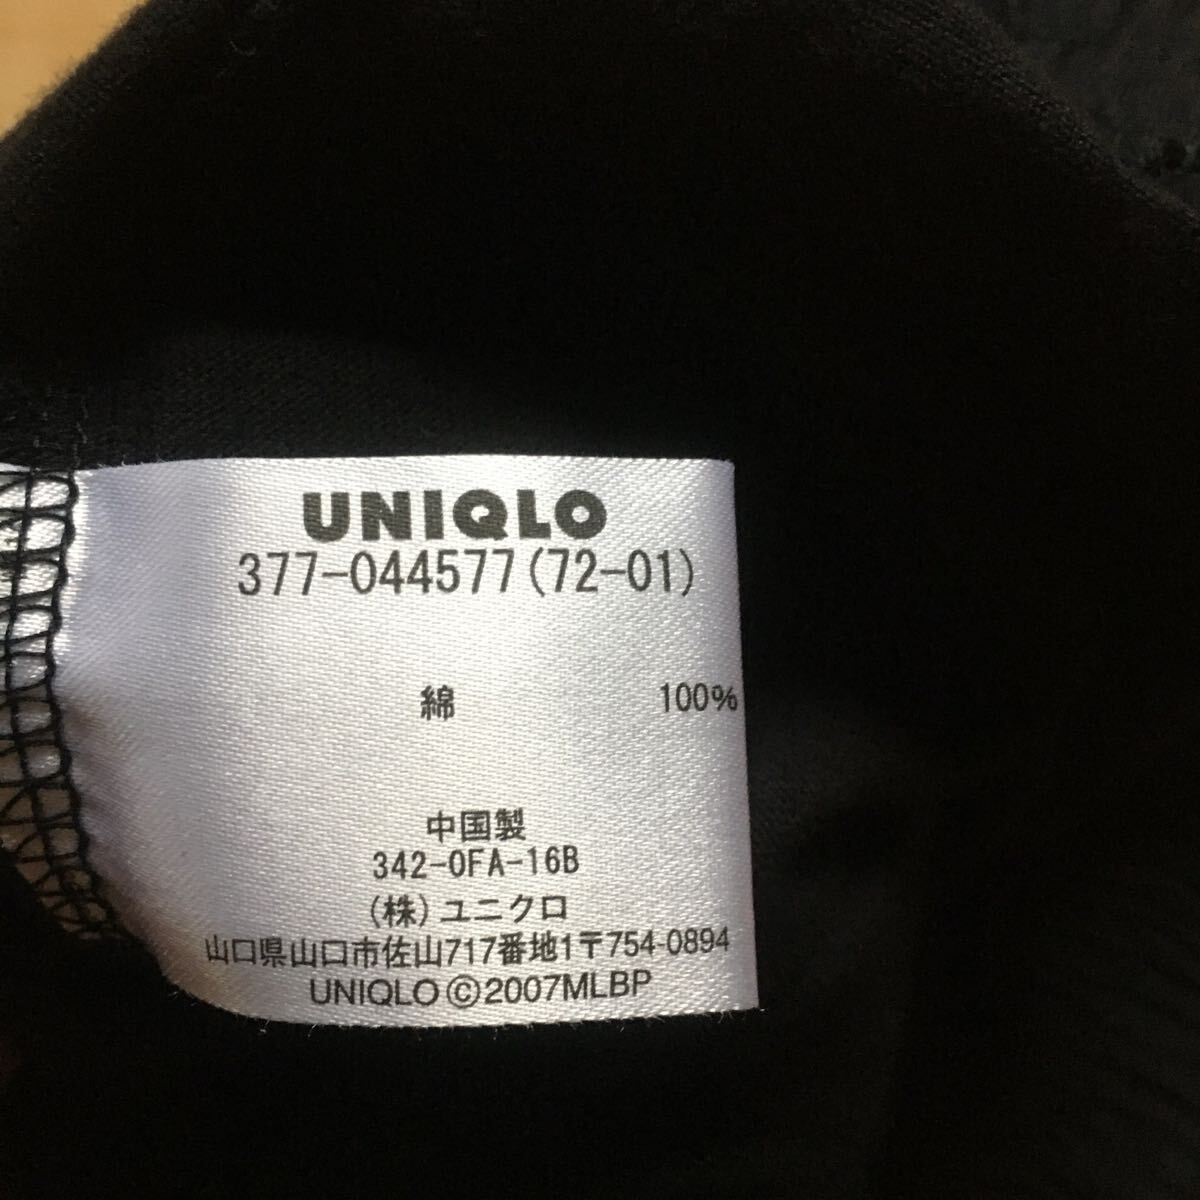 UNIQLO
377-044577(72-01)
綿 100%
中国製
342-0FA-16B
(株)ユニクロ
山口県山口市佐山717番地1〒754-0894
UNIQLO©2007MLBP